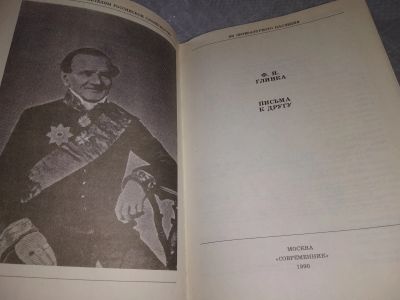 ИЗ ЛИТЕРАТУРНОГО НАСЛЕДИЯ
Ф. Н.
ГЛИНКА
ПИСЬМА
К ДРУГУ
МОСКВА
«СОВРЕМЕННИК»
1990